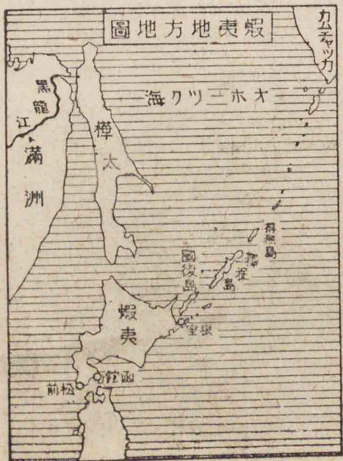 蝦夷地方地圖
カムチャッカ
オホーツク海
黑龍江
滿洲
樺太
得撫島
擇捉島
國後島
根室
蝦夷
函館
松前